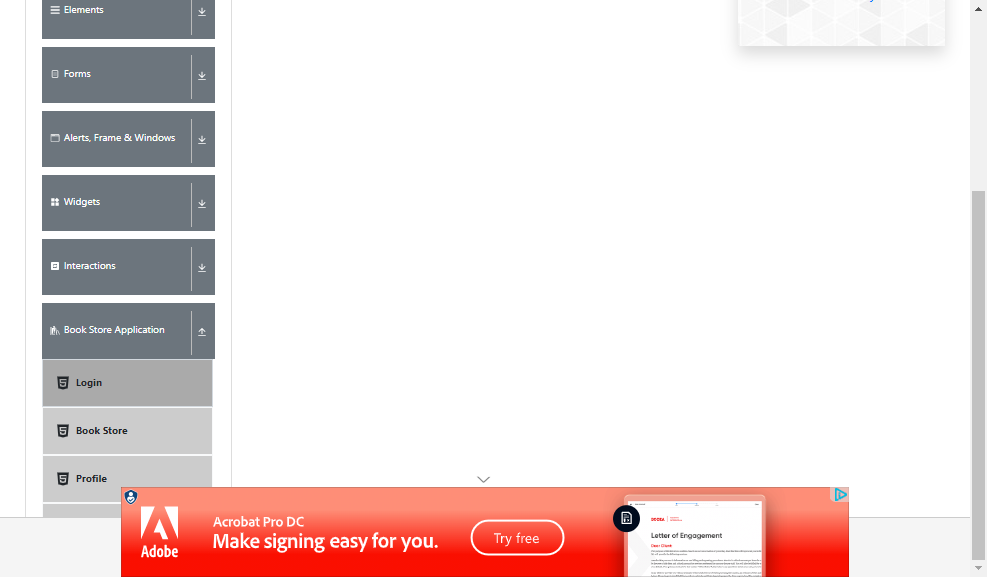 Elements
Forms
Alerts, Frame & Windows
Widgets
Interactions
Book Store Application
Login
Book Store
Profile
Adobe
Acrobat Pro DC
Make signing easy for you.
Try free
Letter of Engagement
Dear Client: